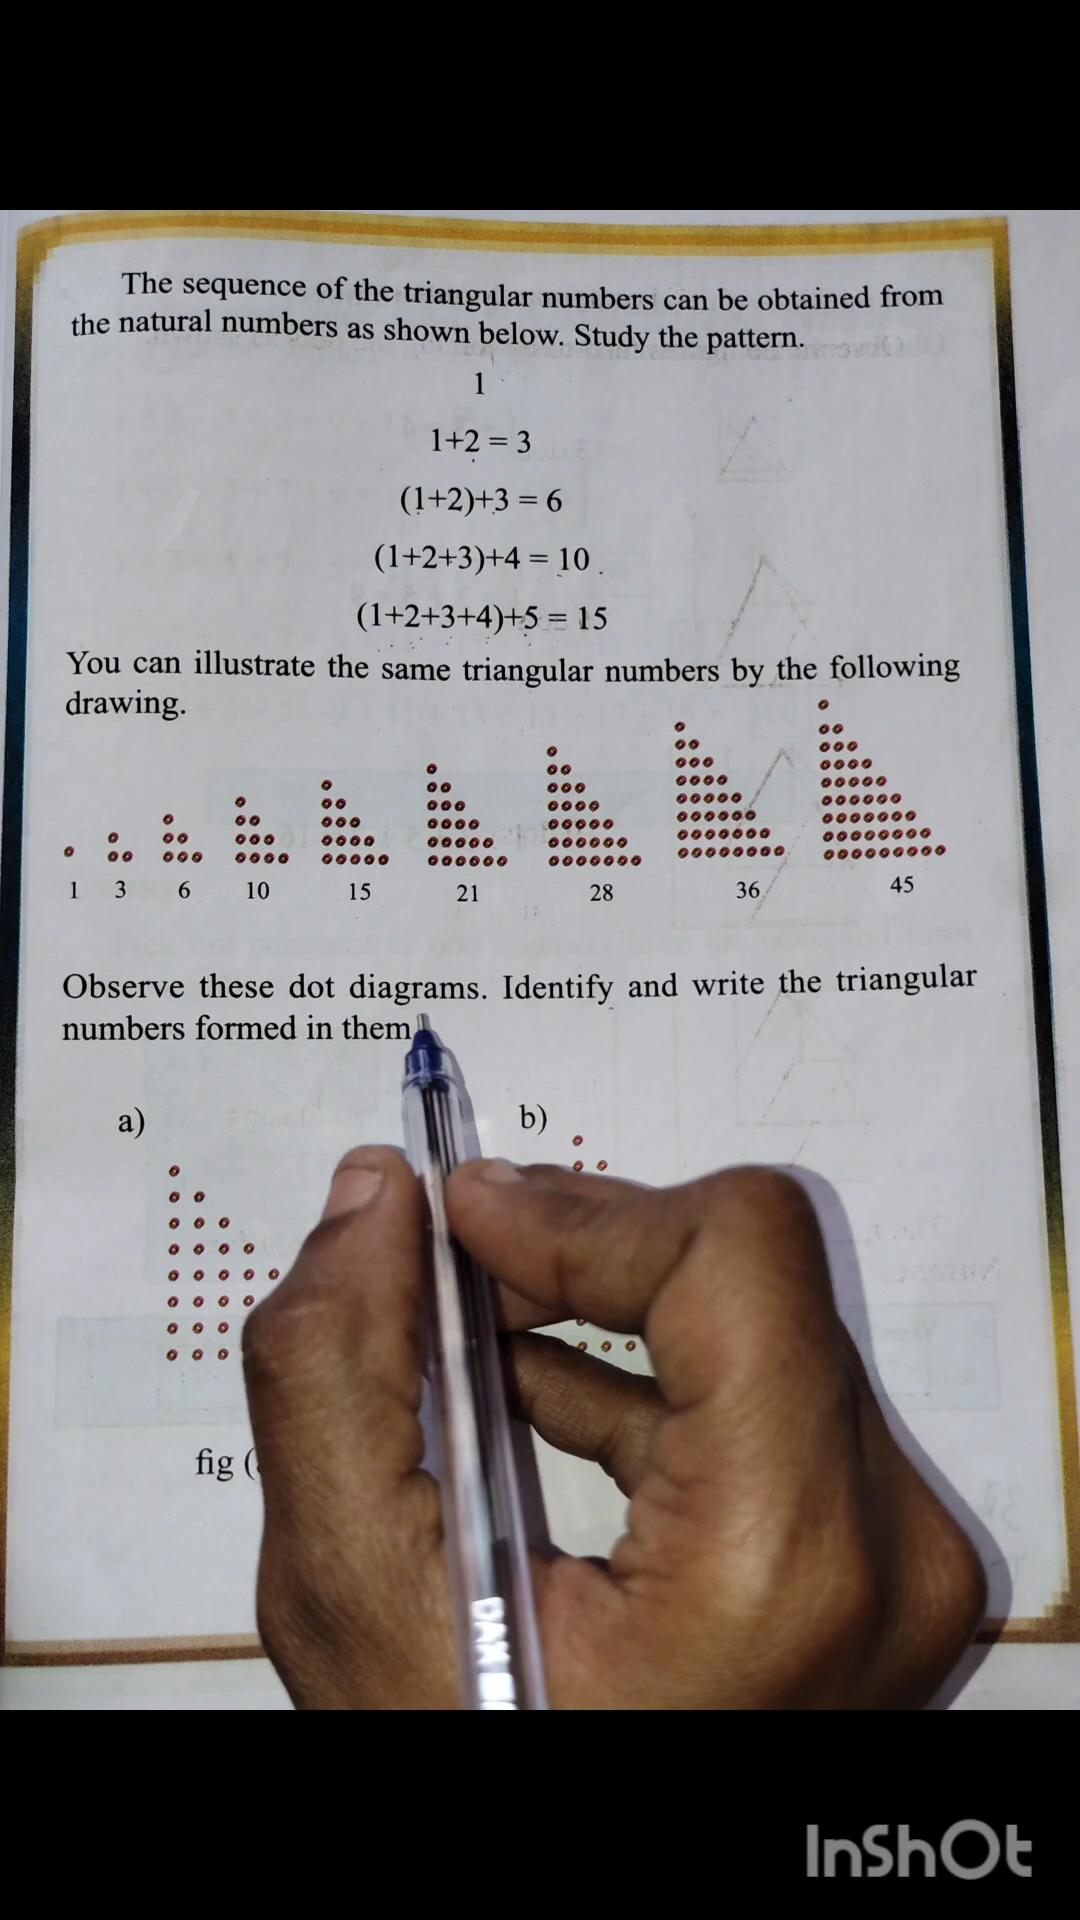 The sequence of the triangular numbers can be obtained from
the natural numbers as shown below. Study the pattern.
1
1+2 = 3
(1+2)+3 = 6
(1+2+3)+4 = 10
(1+2+3+4)+5 = 15
You can illustrate the same triangular numbers by the following
drawing.
1 3 6 10 15 21 28 36 45
Observe these dot diagrams. Identify and write the triangular
numbers formed in them
a) b)
fig (
InShOt